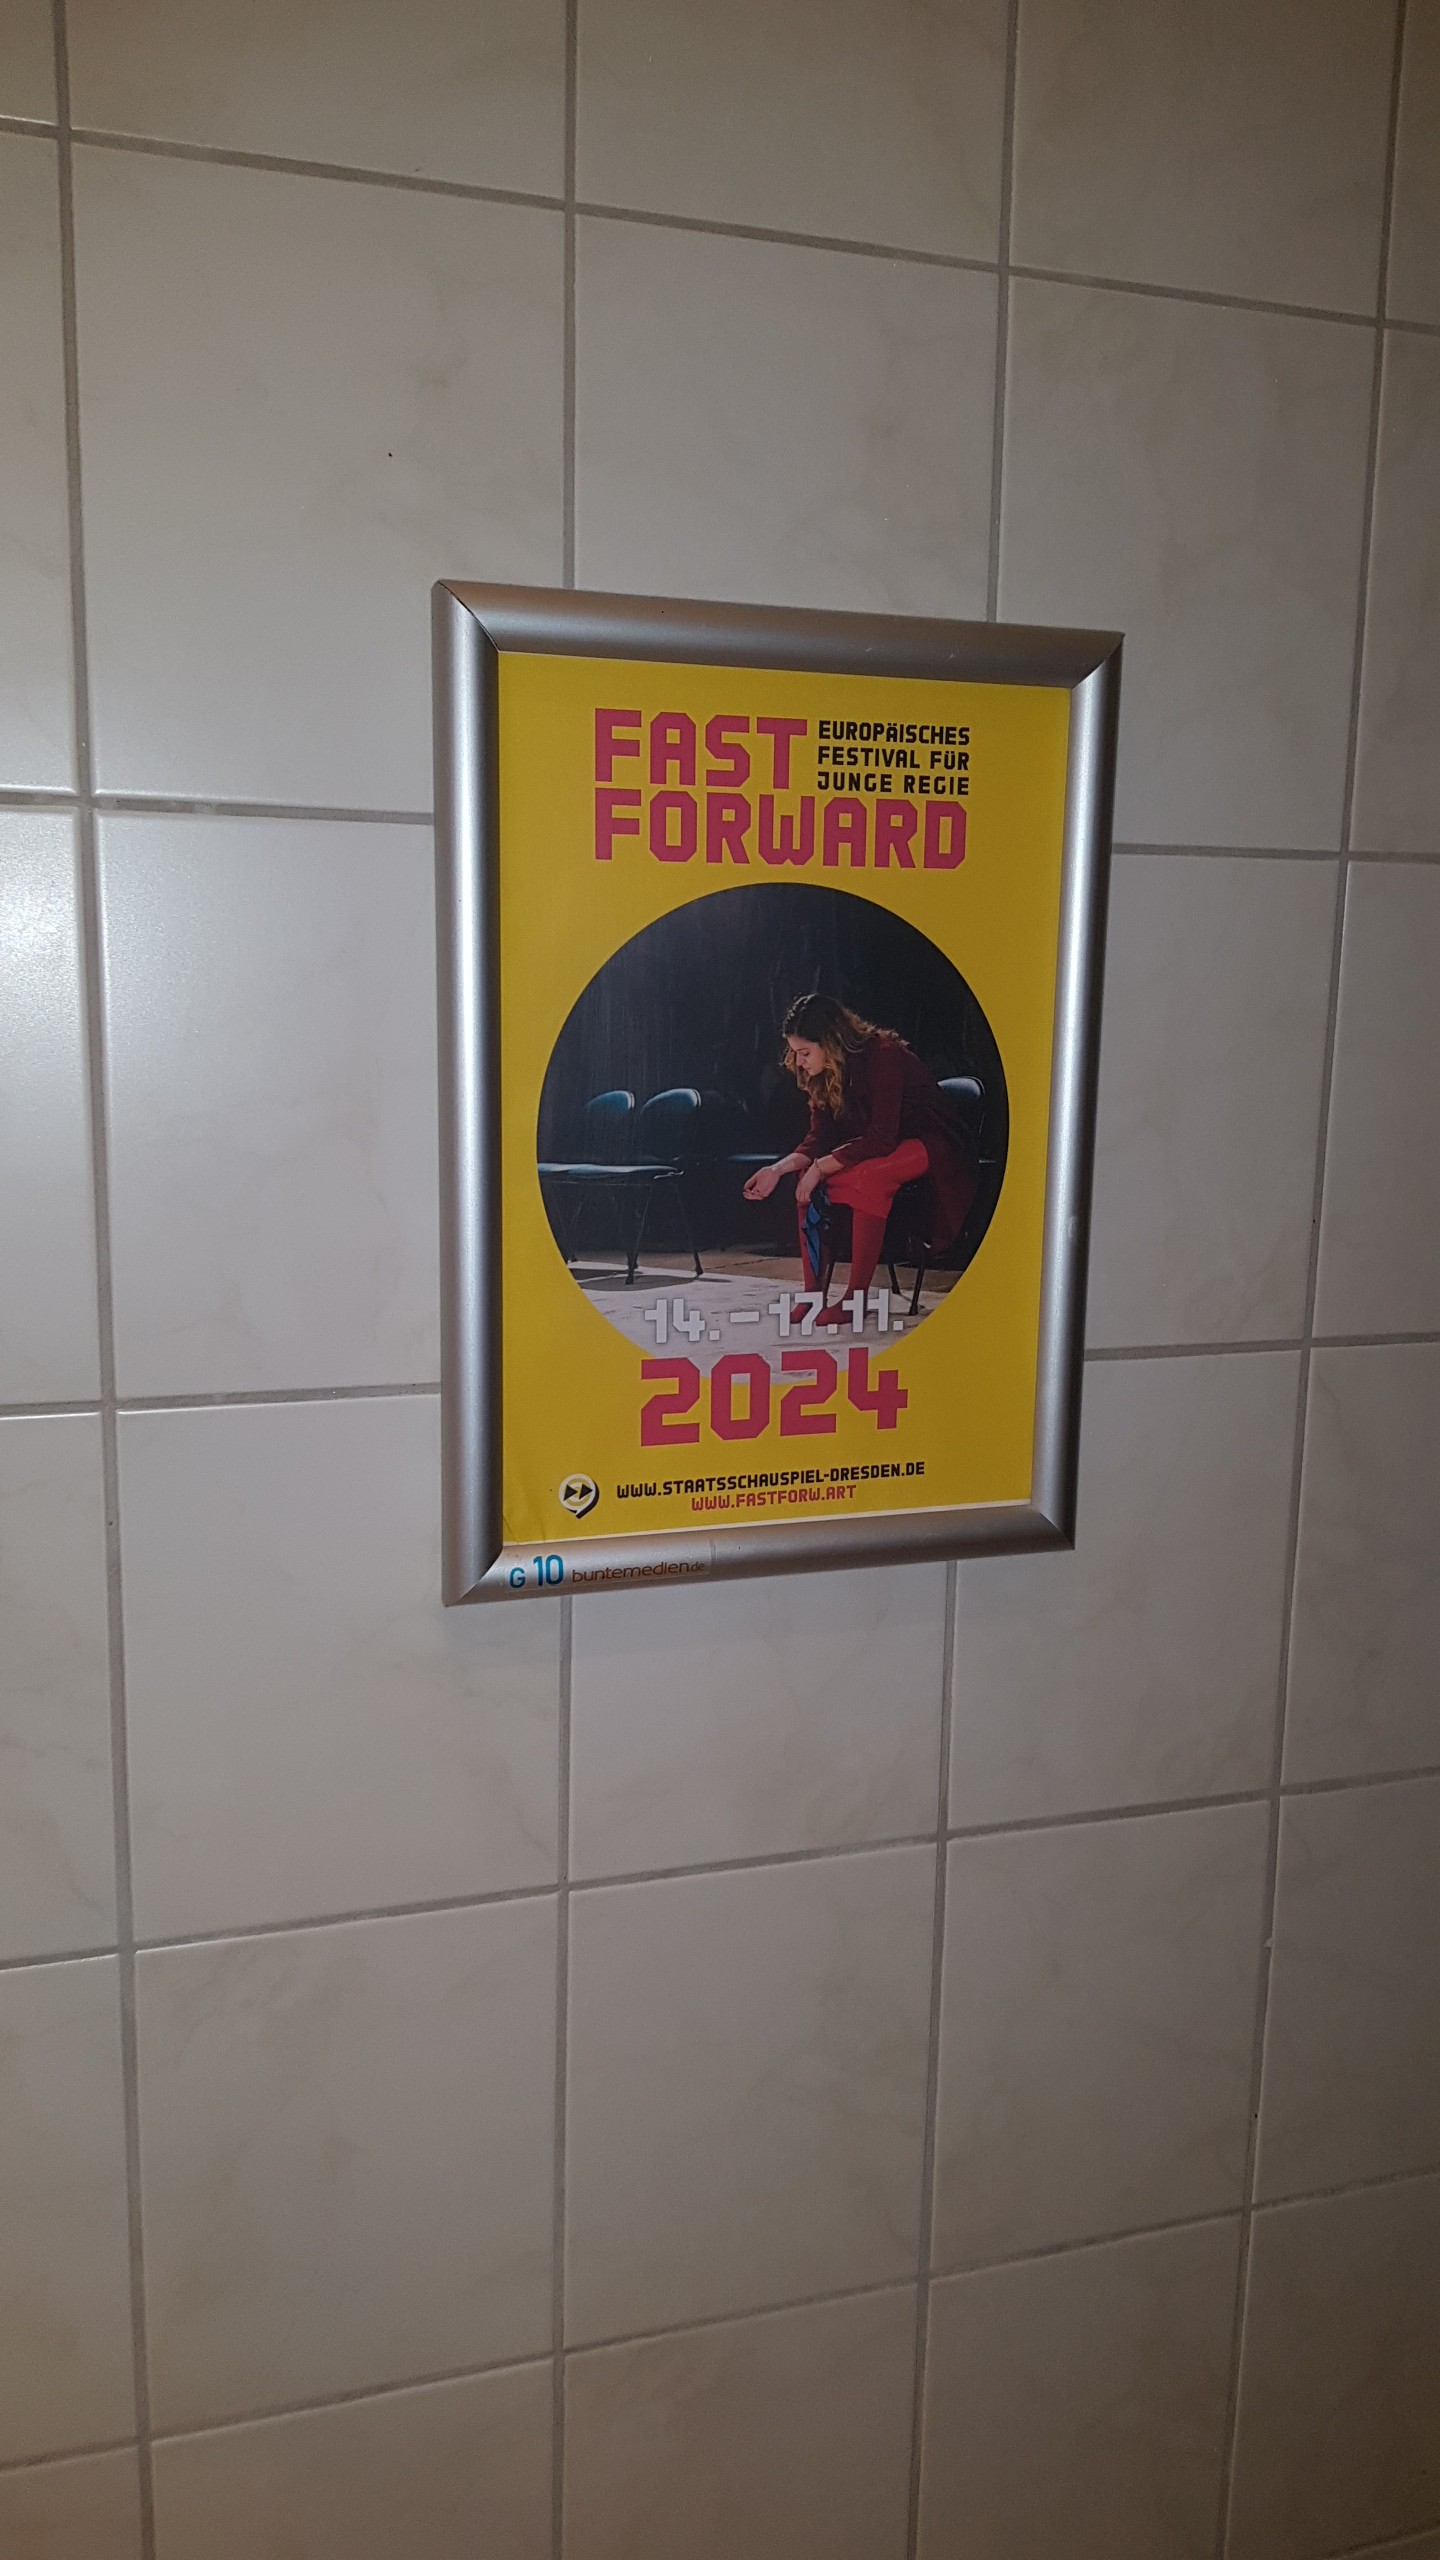 FAST
FORWARD
EUROPÄISCHES
FESTIVAL FÜR
JUNGE REGIE
14.–17.11.
2024
WWW.STAATSSCHAUSPIEL-DRESDEN.DE
WWW.FASTFORW.ART
G 10 buntemedien.de